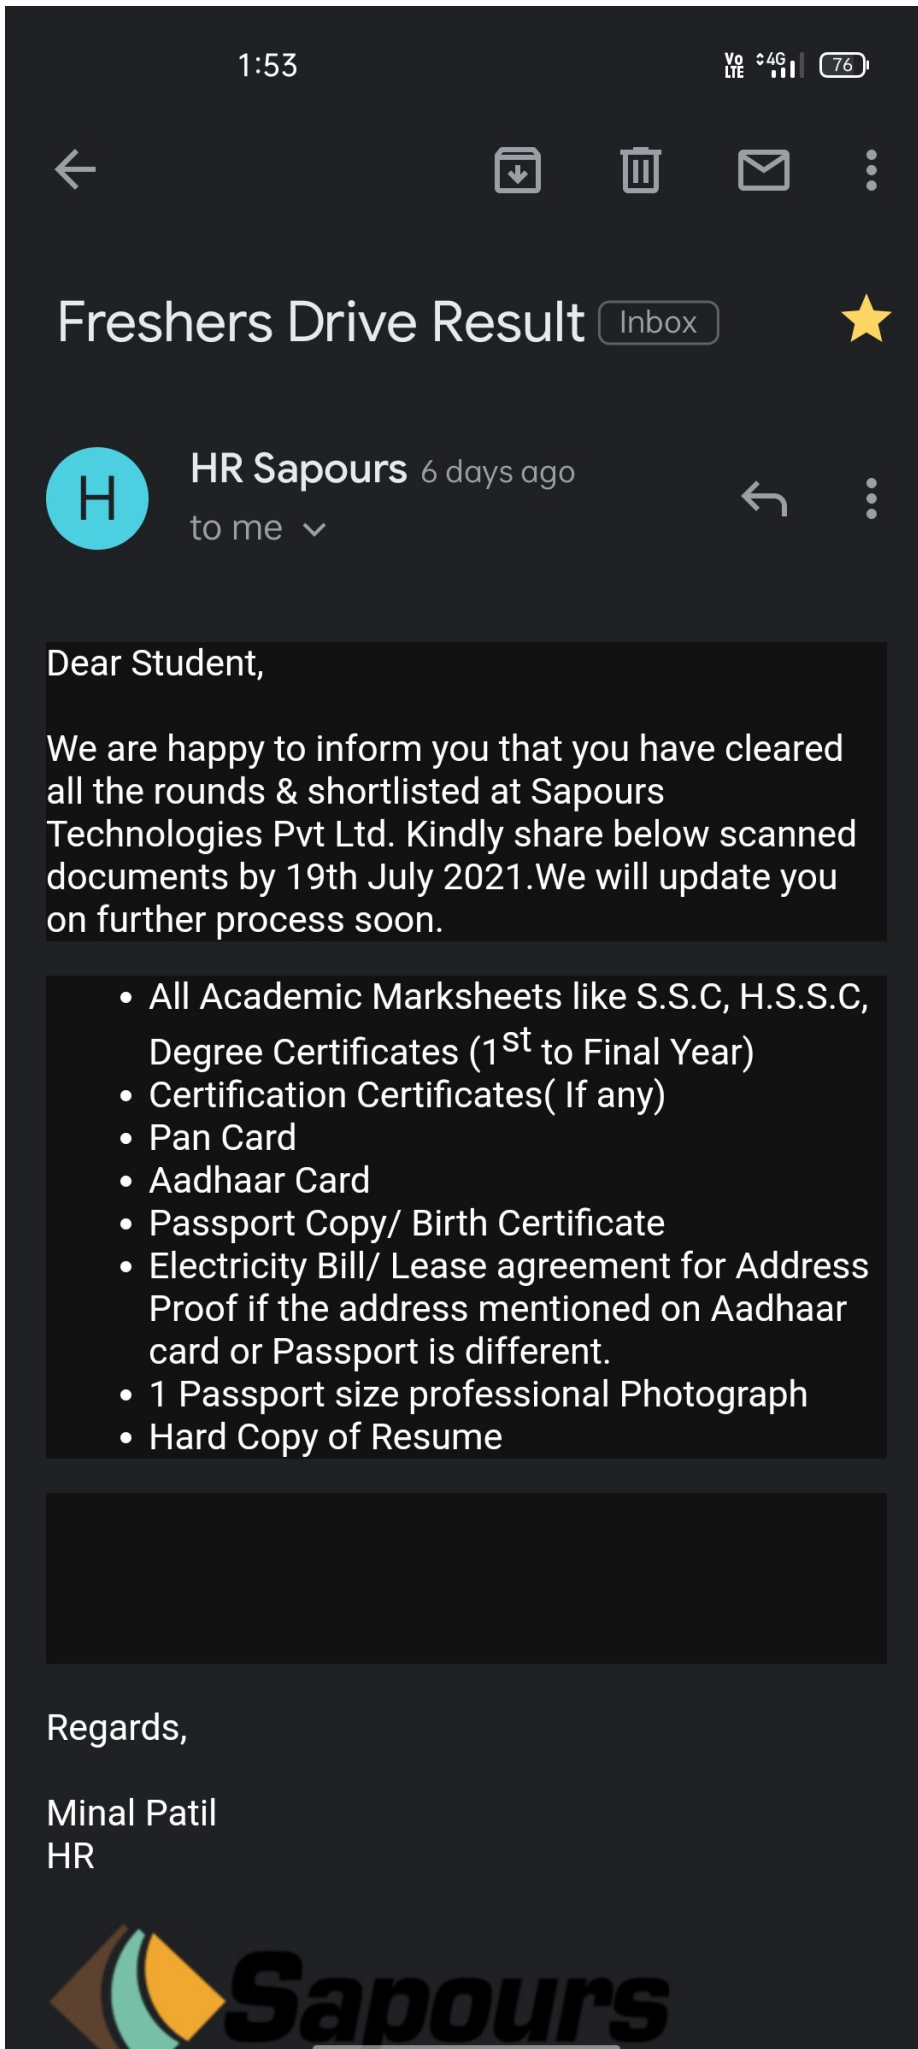 1:53
Vo LTE 4G 76
Freshers Drive Result Inbox
H
HR Sapours 6 days ago
to me
Dear Student,
We are happy to inform you that you have cleared
all the rounds & shortlisted at Sapours
Technologies Pvt Ltd. Kindly share below scanned
documents by 19th July 2021.We will update you
on further process soon.
• All Academic Marksheets like S.S.C, H.S.S.C,
Degree Certificates (1st to Final Year)
• Certification Certificates( If any)
• Pan Card
• Aadhaar Card
• Passport Copy/ Birth Certificate
• Electricity Bill/ Lease agreement for Address
Proof if the address mentioned on Aadhaar
card or Passport is different.
• 1 Passport size professional Photograph
• Hard Copy of Resume
Regards,
Minal Patil
HR
Sapours